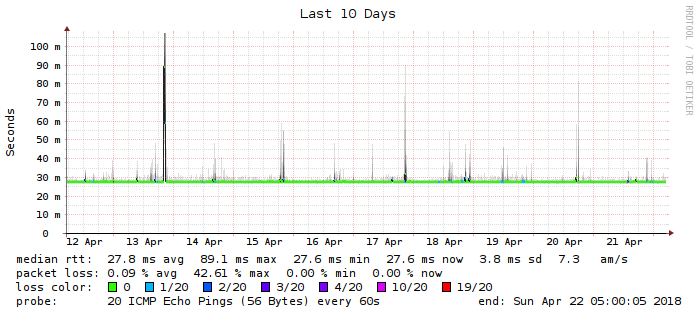 Last 10 Days
RRDTOOL / TOBI OETIKER
Seconds
100 m
90 m
80 m
70 m
60 m
50 m
40 m
30 m
20 m
10 m
0
12 Apr 13 Apr 14 Apr 15 Apr 16 Apr 17 Apr 18 Apr 19 Apr 20 Apr 21 Apr
median rtt: 27.8 ms avg 89.1 ms max 27.6 ms min 27.6 ms now 3.8 ms sd 7.3 am/s
packet loss: 0.09 % avg 42.61 % max 0.00 % min 0.00 % now
loss color: 0 1/20 2/20 3/20 4/20 10/20 19/20
probe: 20 ICMP Echo Pings (56 Bytes) every 60s end: Sun Apr 22 05:00:05 2018